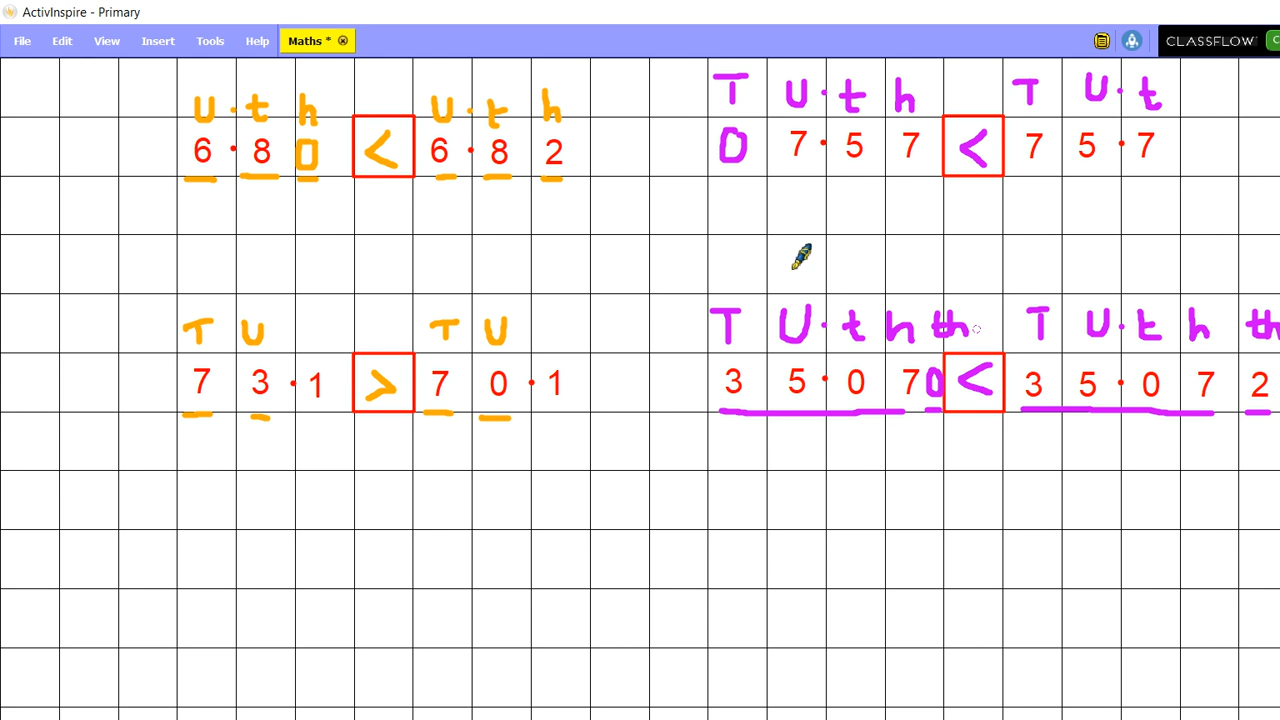 ActivInspire - Primary
File Edit View Insert Tools Help Maths * CLASSFLOW
U · t h U · t h T U · t h T U · t
6 · 8 0 < 6 · 8 2 0 7 · 5 7 < 7 5 · 7
T U T U T U · t h th T U · t h th
7 3 · 1 > 7 0 · 1 3 5 · 0 7 0 < 3 5 · 0 7 2